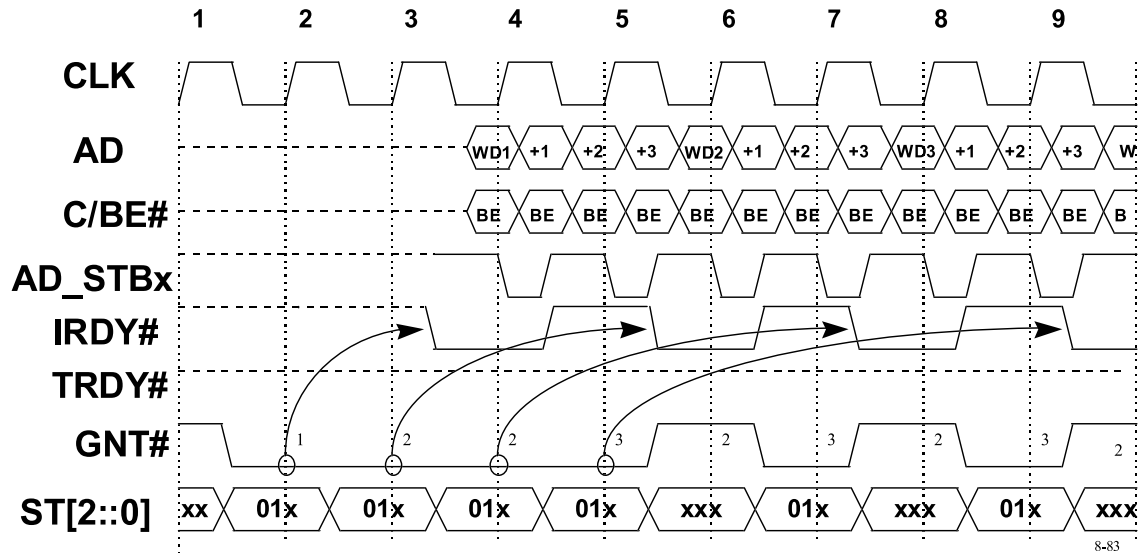 1 2 3 4 5 6 7 8 9
CLK
AD WD1 +1 +2 +3 WD2 +1 +2 +3 WD3 +1 +2 +3 W
C/BE# BE BE BE BE BE BE BE BE BE BE BE BE B
AD_STBx
IRDY#
TRDY#
GNT# 1 2 2 3 2 3 2 3 2
ST[2::0] xx 01x 01x 01x 01x xxx 01x xxx 01x xxx
8-83